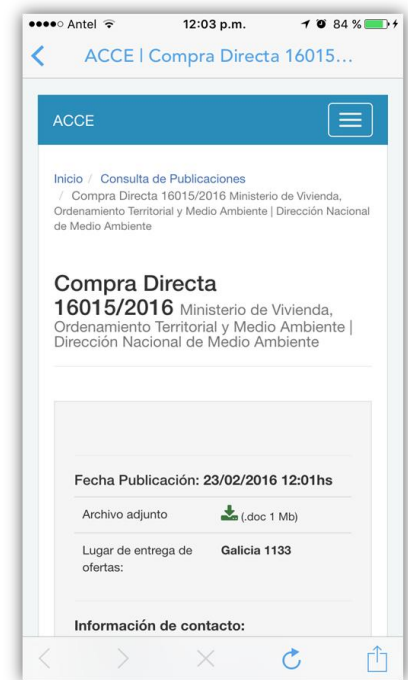 Antel 12:03 p.m. 84 %
ACCE | Compra Directa 16015…
ACCE
Inicio / Consulta de Publicaciones
/ Compra Directa 16015/2016 Ministerio de Vivienda,
Ordenamiento Territorial y Medio Ambiente | Dirección Nacional
de Medio Ambiente
Compra Directa
16015/2016 Ministerio de Vivienda,
Ordenamiento Territorial y Medio Ambiente |
Dirección Nacional de Medio Ambiente
Fecha Publicación: 23/02/2016 12:01hs
Archivo adjunto (.doc 1 Mb)
Lugar de entrega de Galicia 1133
ofertas:
Información de contacto: